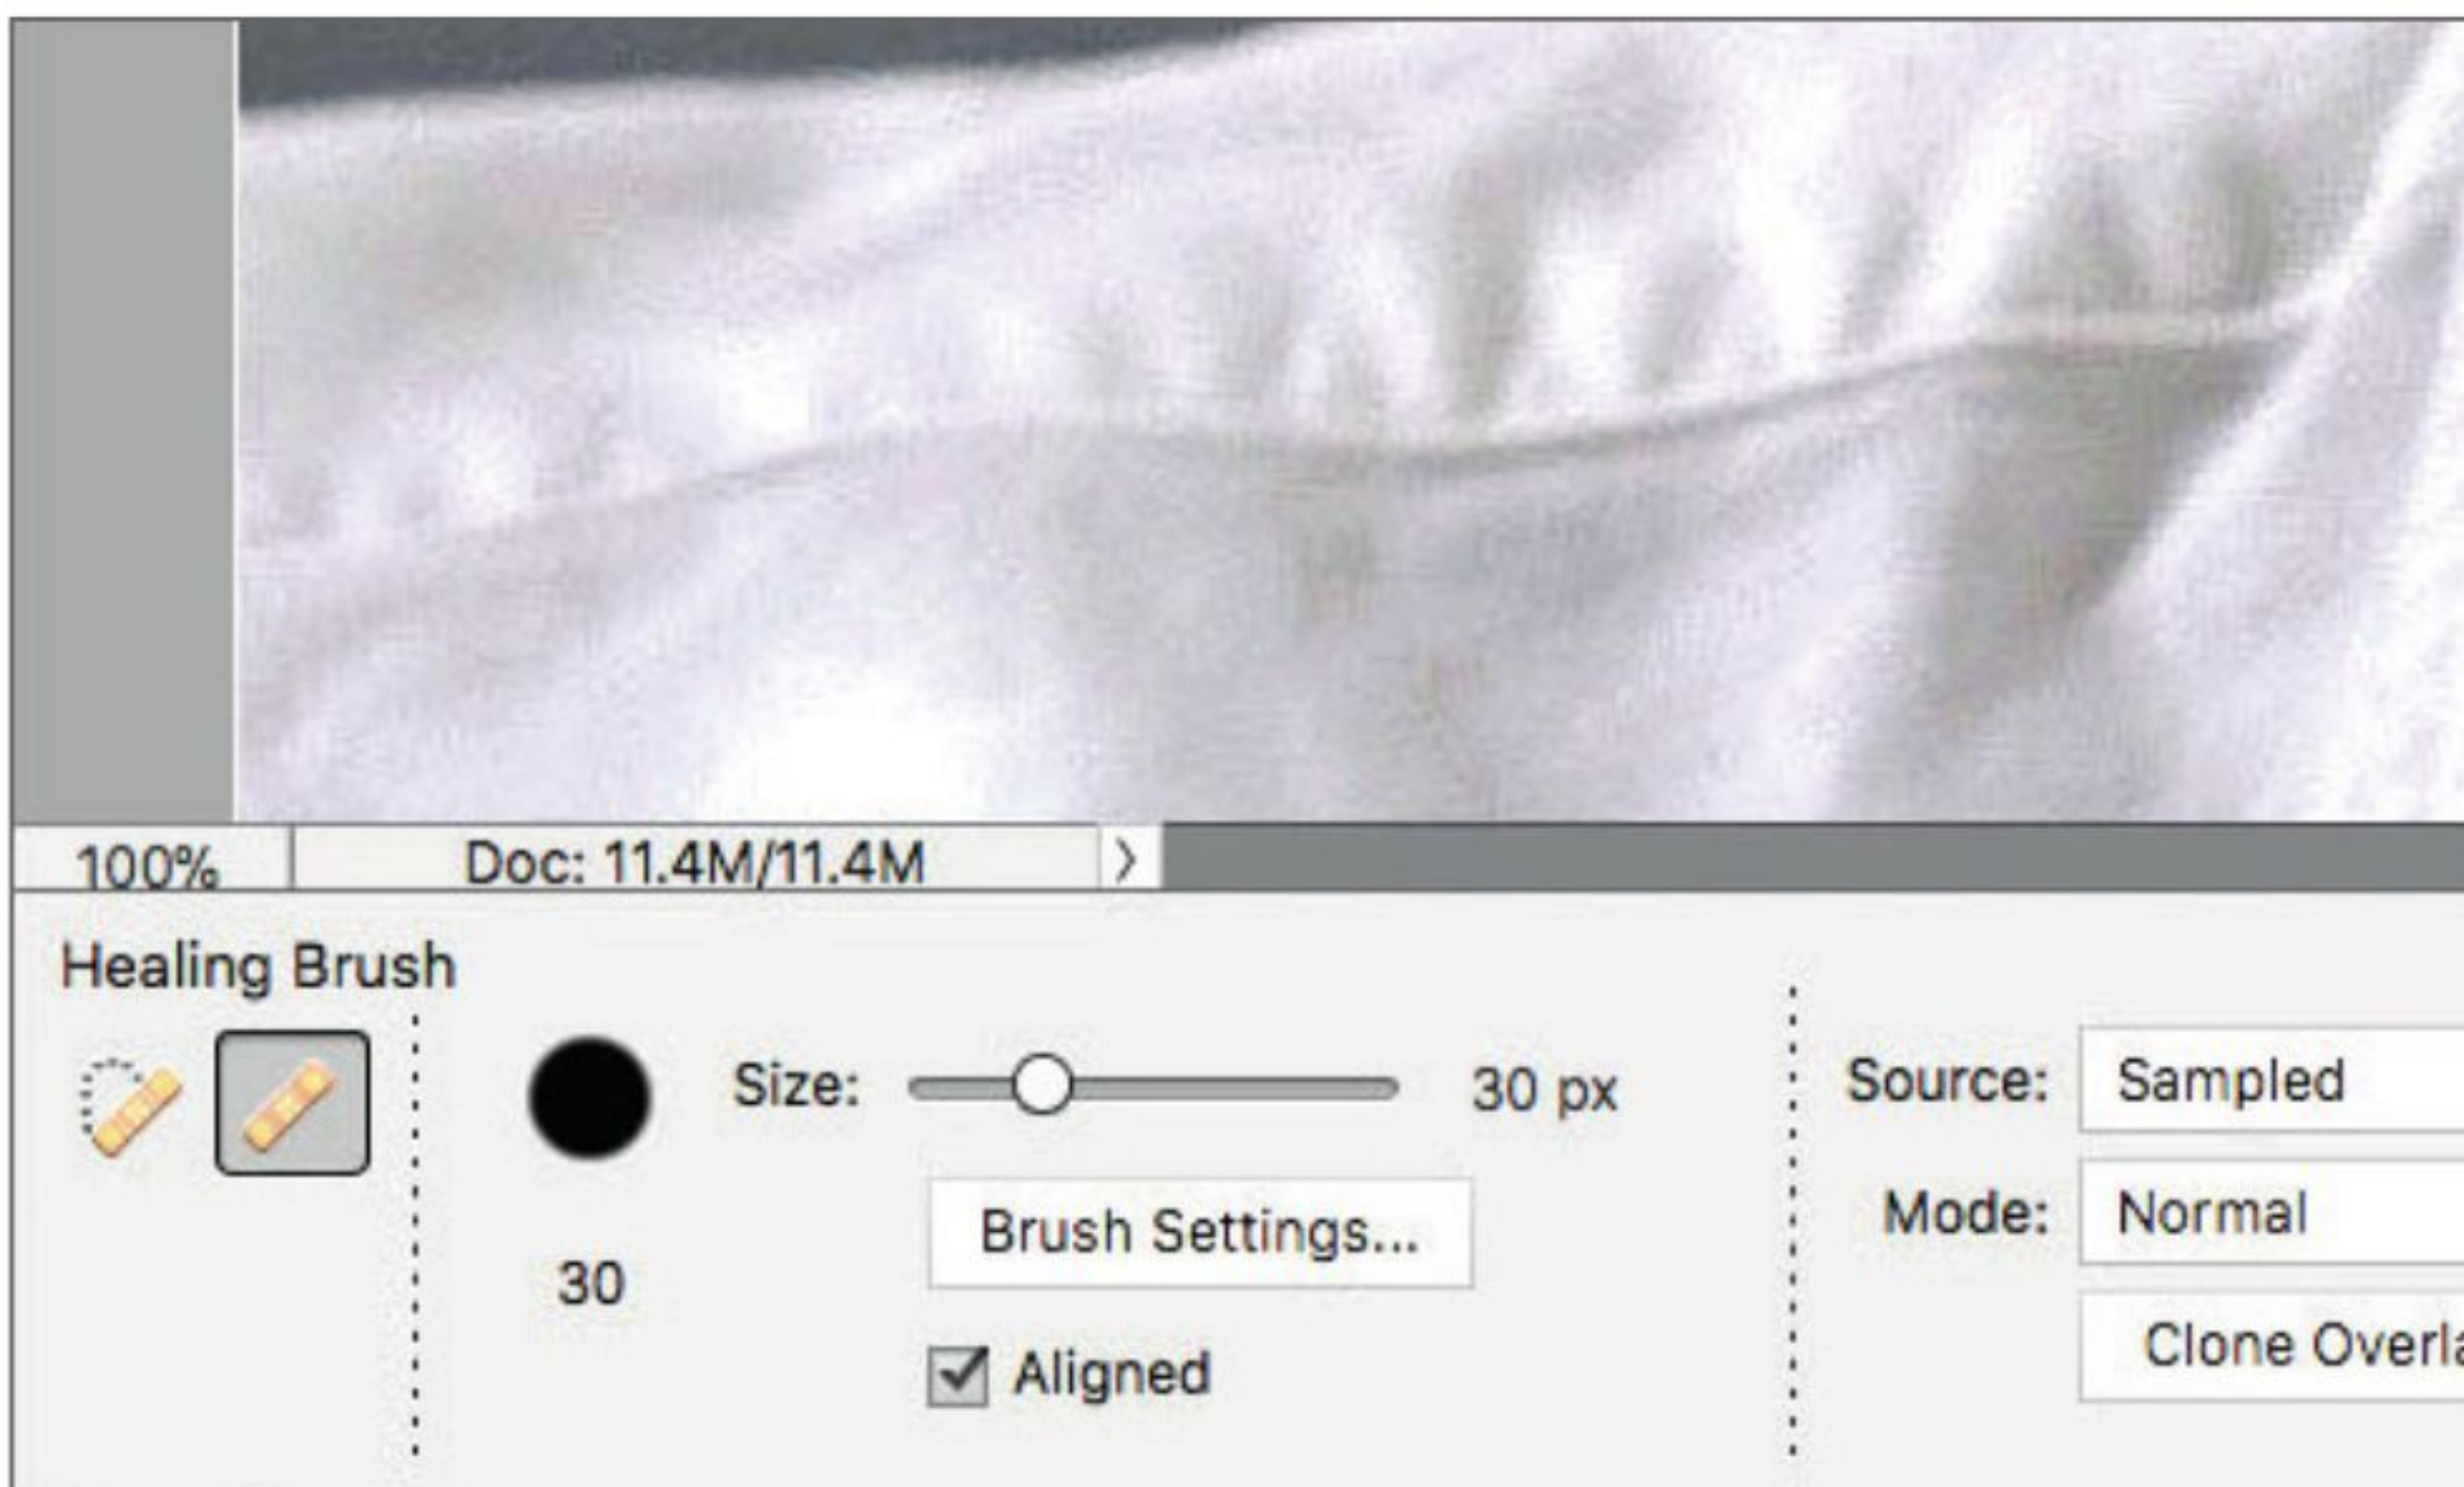 100%
Doc: 11.4M/11.4M
Healing Brush
Size:
30 px
Source:
Sampled
Brush Settings...
Mode:
Normal
30
Aligned
Clone